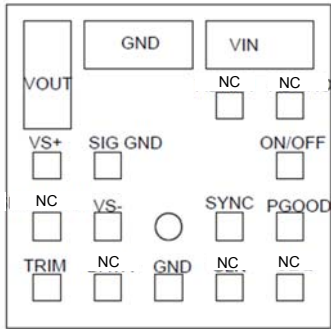 GND VIN
VOUT NC NC
VS+ SIG GND ON/OFF
NC VS- SYNC PGOOD
TRIM NC GND NC NC